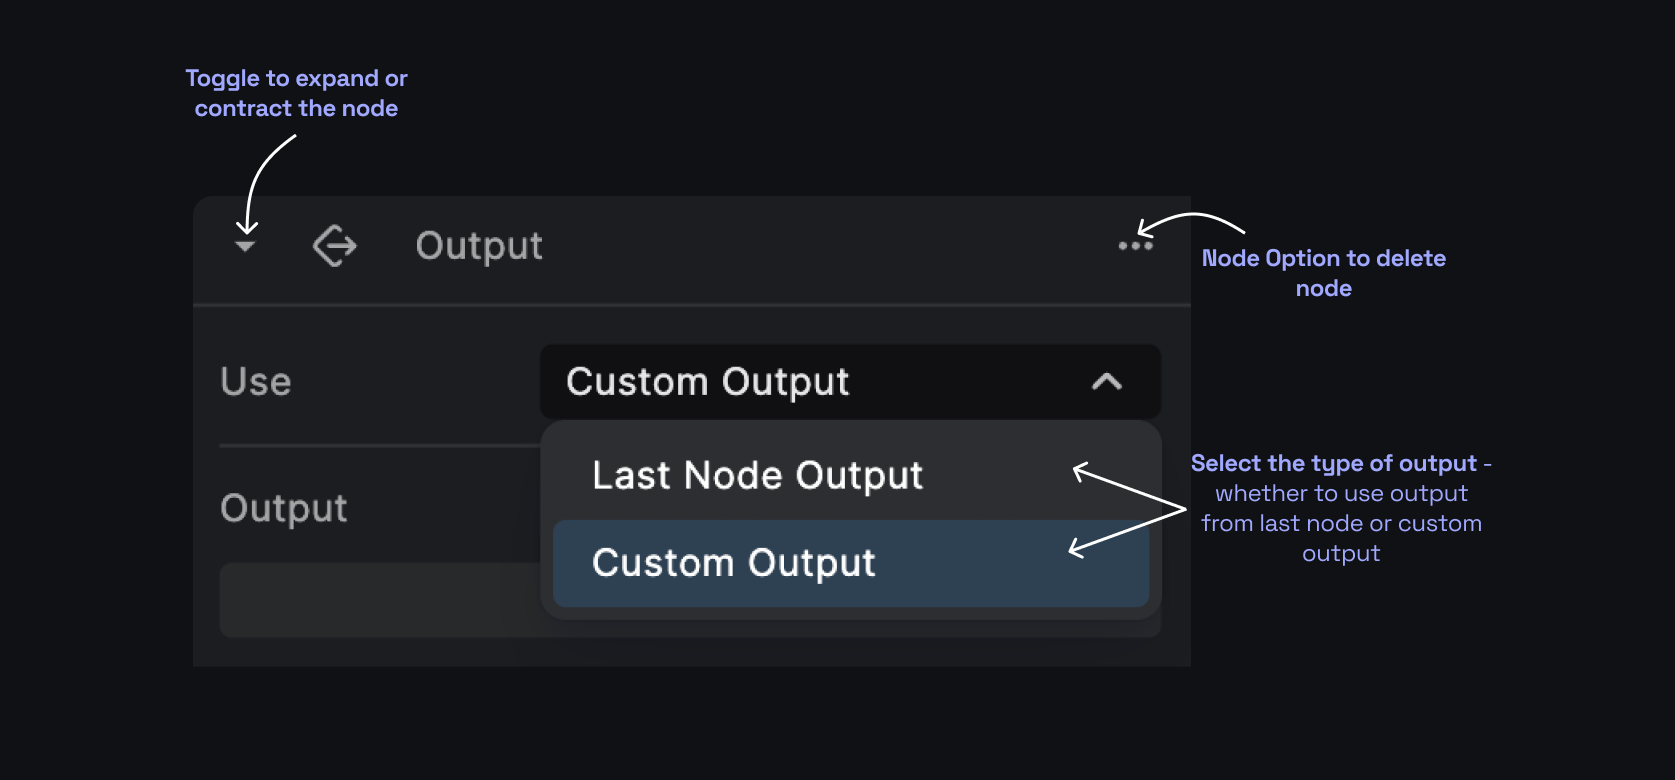 Toggle to expand or
contract the node
Output
Node Option to delete
node
Use
Custom Output
Last Node Output
Select the type of output -
whether to use output
from last node or custom
output
Output
Custom Output